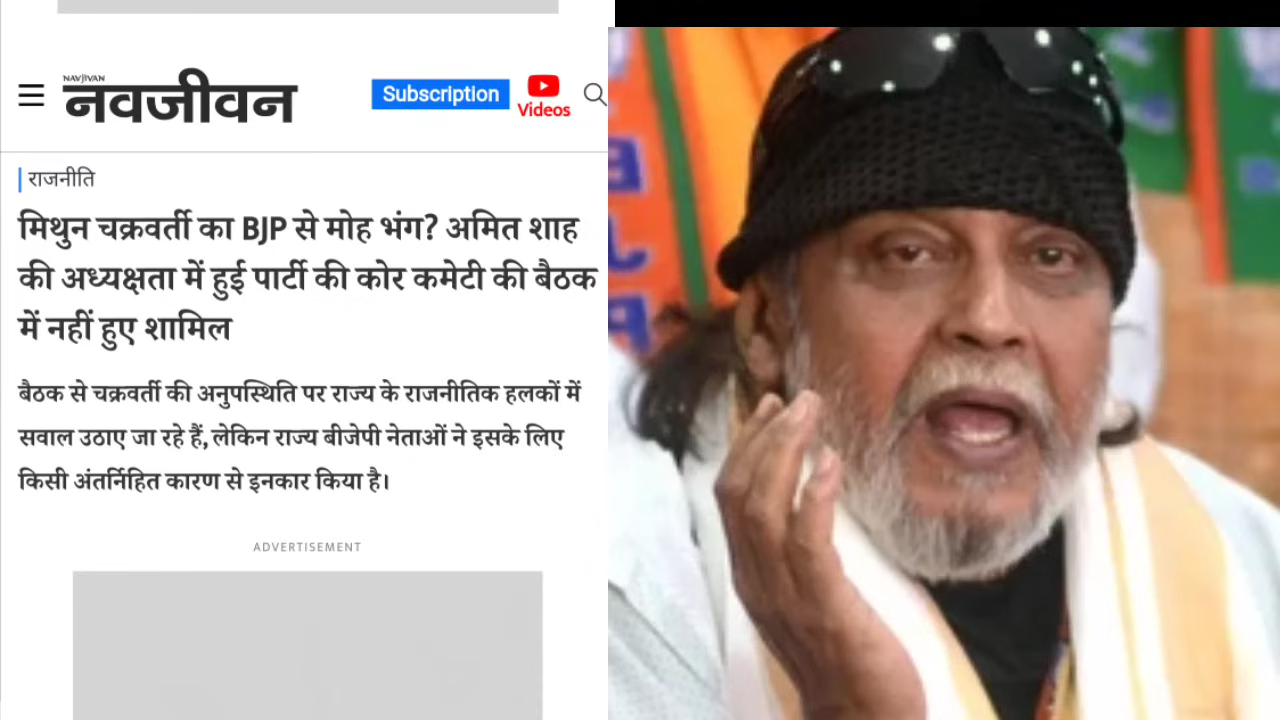 NAVJIVAN
नवजीवन
Subscription
Videos
राजनीति
मिथुन चक्रवर्ती का BJP से मोह भंग? अमित शाह
की अध्यक्षता में हुई पार्टी की कोर कमेटी की बैठक
में नहीं हुए शामिल
बैठक से चक्रवर्ती की अनुपस्थिति पर राज्य के राजनीतिक हलकों में
सवाल उठाए जा रहे हैं, लेकिन राज्य बीजेपी नेताओं ने इसके लिए
किसी अंतर्निहित कारण से इनकार किया है।
ADVERTISEMENT